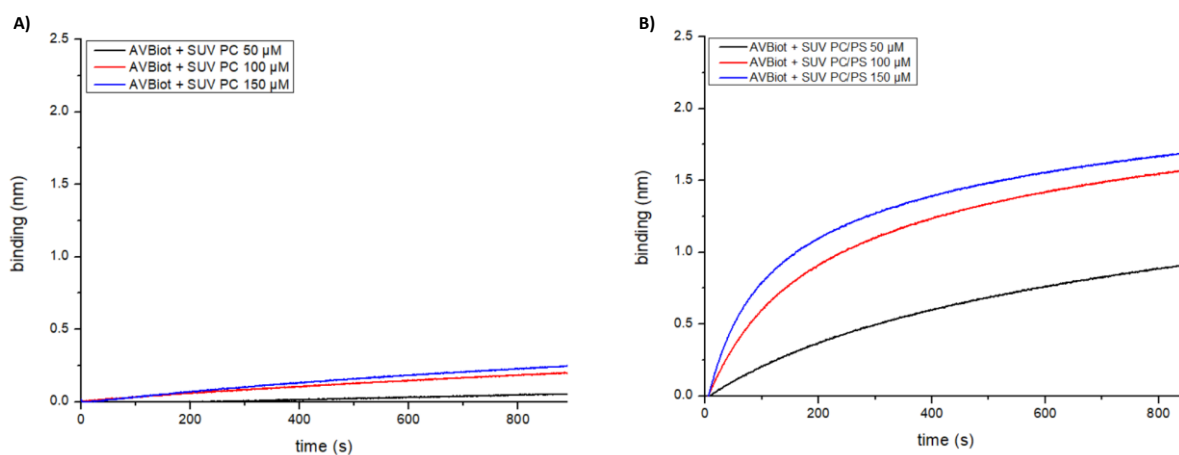 A)
2.5
2.0
1.5
1.0
0.5
0.0
0
200
400
600
800
binding (nm)
time (s)
AVBiot + SUV PC 50 µM
AVBiot + SUV PC 100 µM
AVBiot + SUV PC 150 µM
B)
2.5
2.0
1.5
1.0
0.5
0.0
0
200
400
600
800
binding (nm)
time (s)
AVBiot + SUV PC/PS 50 µM
AVBiot + SUV PC/PS 100 µM
AVBiot + SUV PC/PS 150 µM